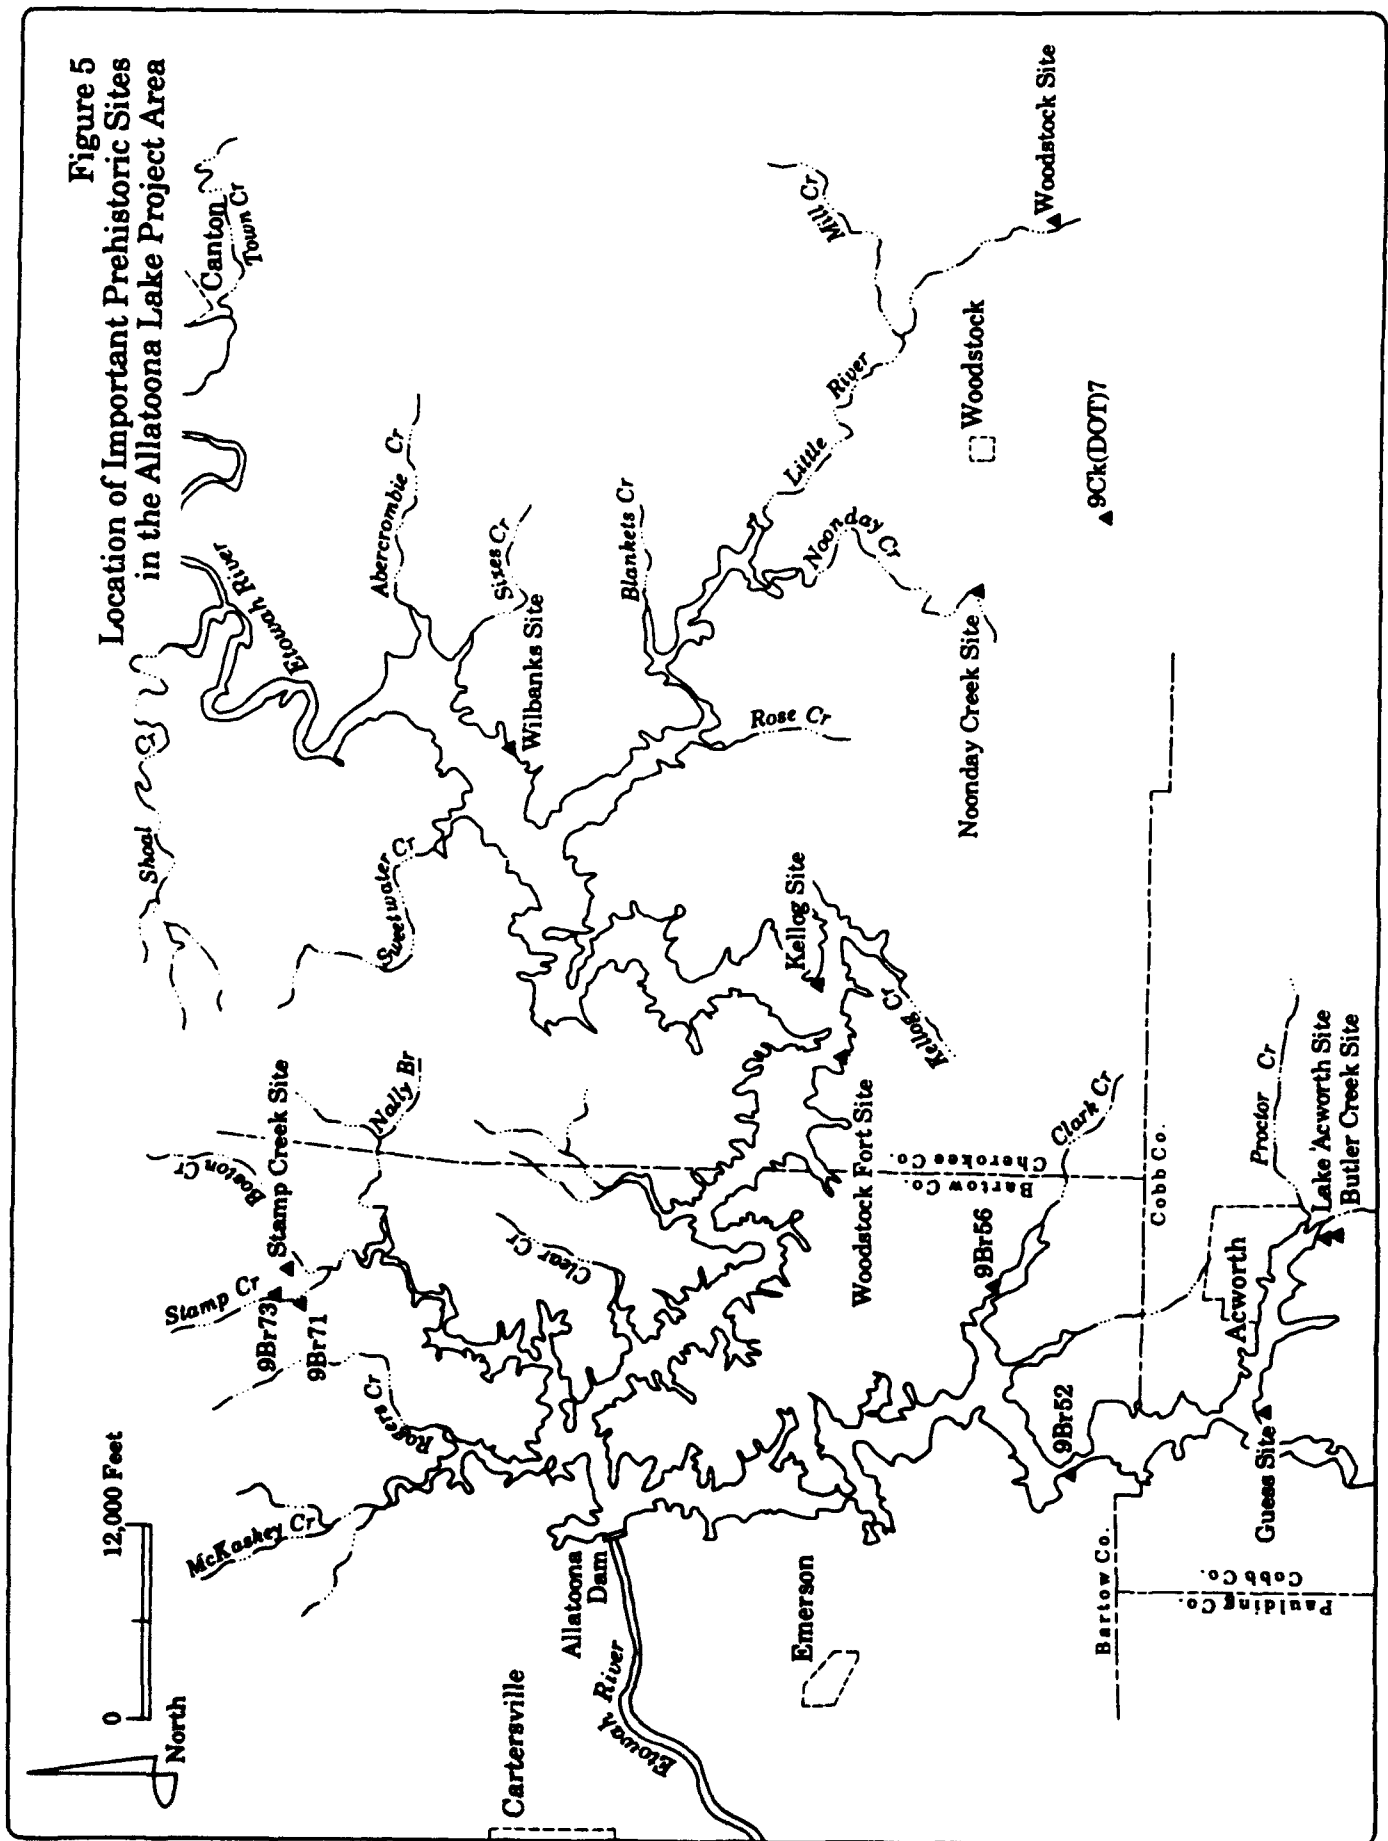 Figure 5
Location of Important Prehistoric Sites
in the Allatoona Lake Project Area
0
12,000 Feet
North
McKaskey Cr
Rogers Cr
Stamp Cr
9Br73
9Br71
Stamp Creek Site
Boston Cr
Nally Br
Shoal
Cr
Sweetwater Cr
Etowah River
Canton
Town Cr
Abercrombie Cr
Sixes Cr
Wilbanks Site
Blankets Cr
Rose Cr
Little River
Mill Cr
Woodstock Site
Woodstock
Noonday Cr
Noonday Creek Site
9Ck(DOT)7
Kellog Site
Kellog Cr
Woodstock Fort Site
Clear Cr
Clark Cr
Cherokee Co.
Bartow Co.
Cobb Co.
9Br56
9Br52
Cartersville
Etowah River
Allatoona
Dam
Emerson
Bartow Co.
Paulding Co.
Cobb Co.
Guess Site
Acworth
Proctor Cr
Lake Acworth Site
Butler Creek Site